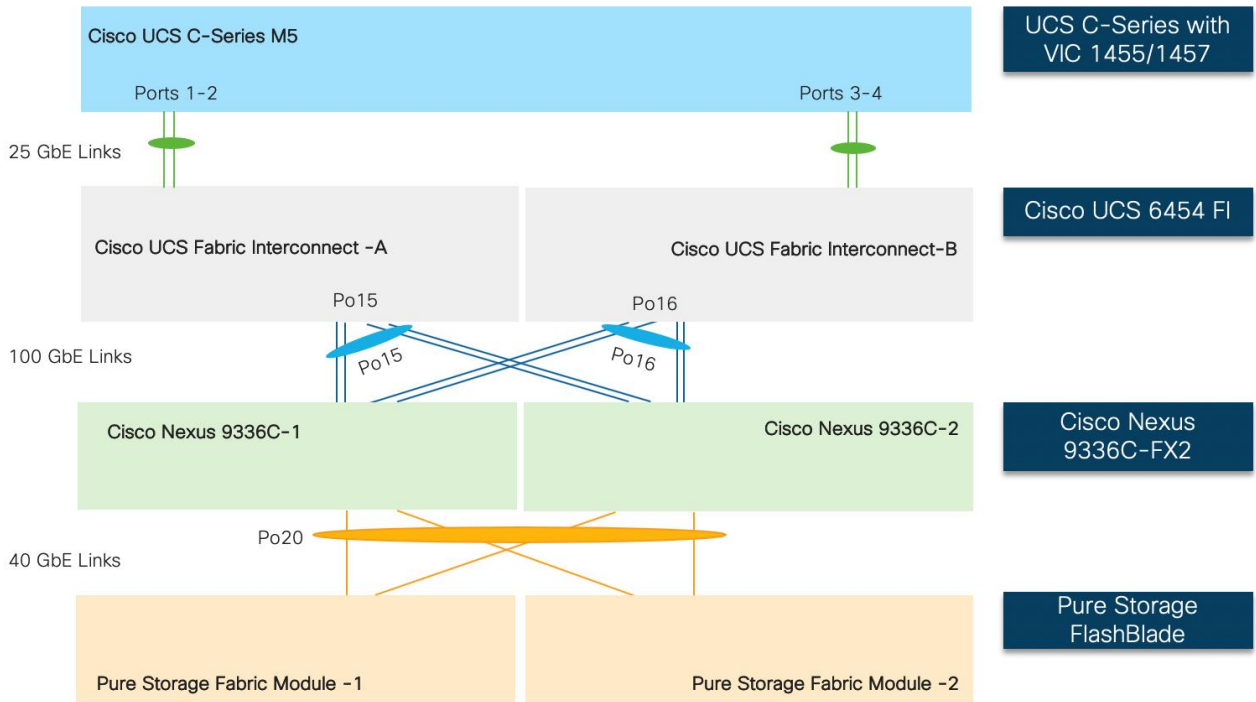 Cisco UCS C-Series M5
UCS C-Series with
VIC 1455/1457
Ports 1-2
Ports 3-4
25 GbE Links
Cisco UCS 6454 FI
Cisco UCS Fabric Interconnect -A
Cisco UCS Fabric Interconnect-B
Po15
Po16
100 GbE Links
Po15
Po16
Cisco Nexus 9336C-1
Cisco Nexus 9336C-2
Cisco Nexus
9336C-FX2
Po20
40 GbE Links
Pure Storage
FlashBlade
Pure Storage Fabric Module -1
Pure Storage Fabric Module -2